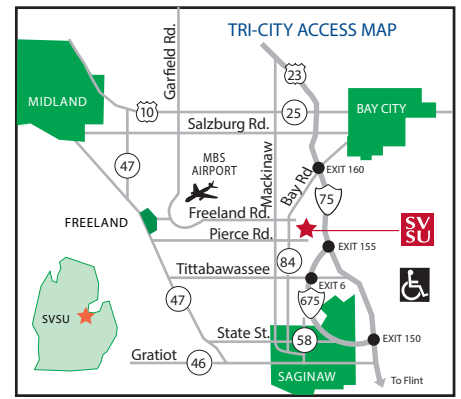 TRI-CITY ACCESS MAP
Garfield Rd.
23
MIDLAND
10
25
BAY CITY
Salzburg Rd.
47
MBS
AIRPORT
Mackinaw
Bay Rd
EXIT 160
75
FREELAND
Freeland Rd.
SV
SU
Pierce Rd.
EXIT 155
84
Tittabawassee
EXIT 6
47
675
SVSU
State St.
58
EXIT 150
Gratiot
46
SAGINAW
To Flint